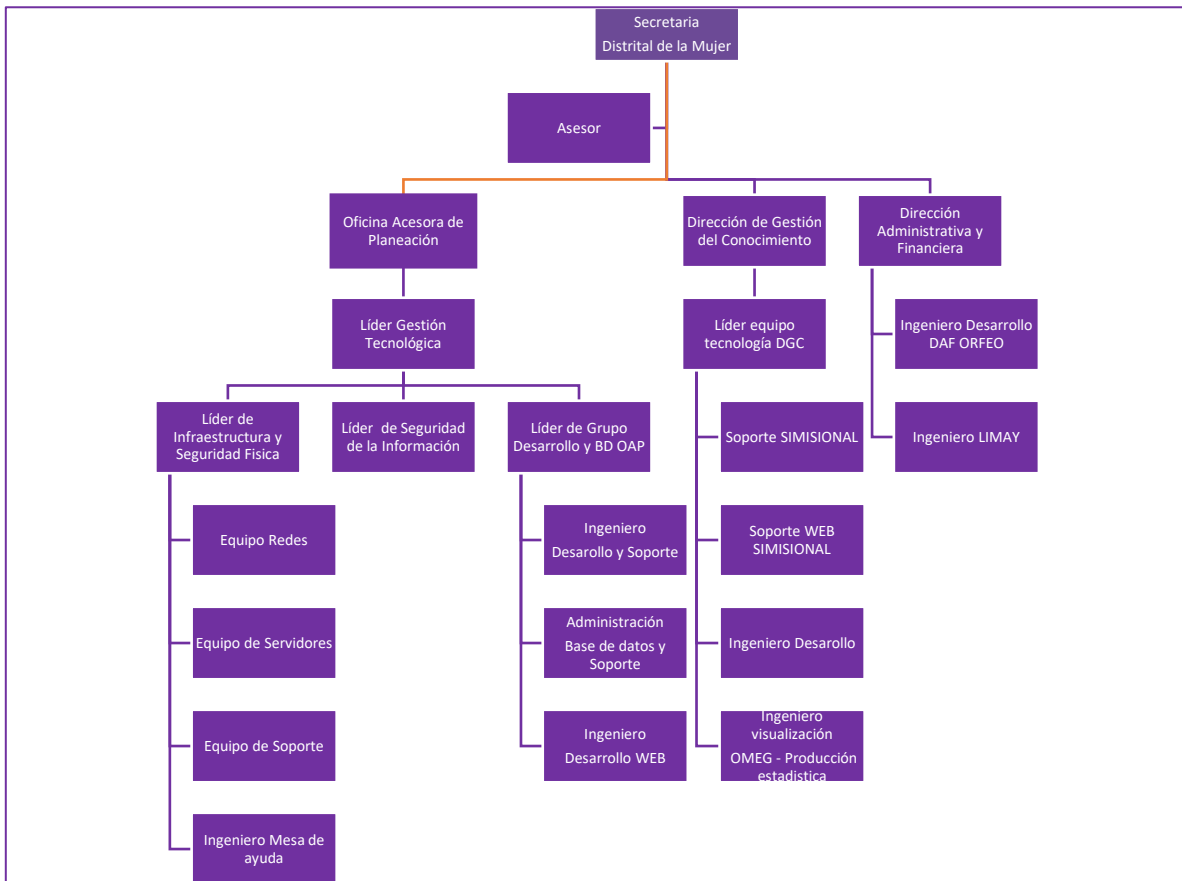 Secretaria
Distrital de la Mujer
Asesor
Oficina Acesora de
Planeación
Dirección de Gestión
del Conocimiento
Dirección
Administrativa y
Financiera
Líder Gestión
Tecnológica
Líder equipo
tecnología DGC
Ingeniero Desarrollo
DAF ORFEO
Líder de
Infraestructura y
Seguridad Fisica
Líder de Seguridad
de la Información
Líder de Grupo
Desarrollo y BD OAP
Soporte SIMISIONAL
Ingeniero LIMAY
Equipo Redes
Ingeniero
Desarollo y Soporte
Soporte WEB
SIMISIONAL
Equipo de Servidores
Administración
Base de datos y
Soporte
Ingeniero Desarollo
Equipo de Soporte
Ingeniero
Desarrollo WEB
Ingeniero
visualización
OMEG - Producción
estadistica
Ingeniero Mesa de
ayuda